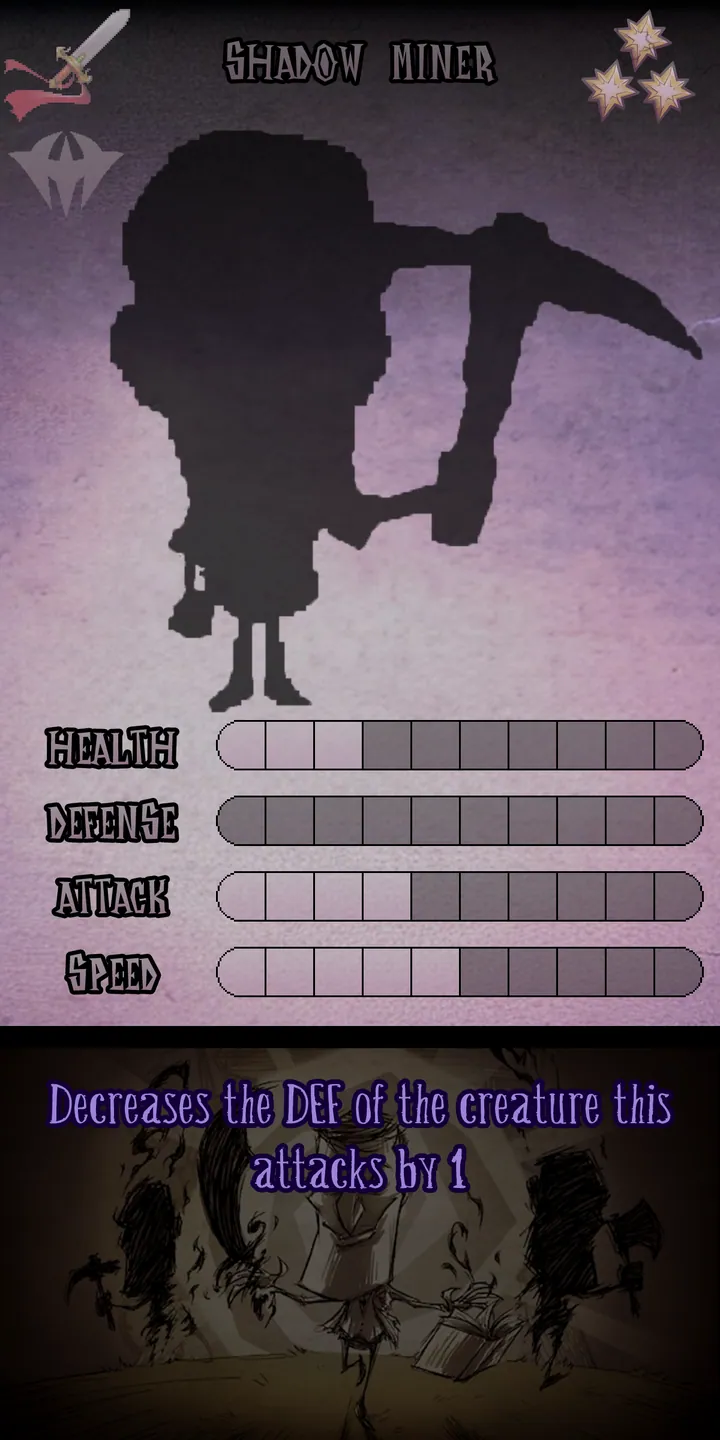 Shadow Miner
Health
Defense
Attack
Speed
Decreases the DEF of the creature this
attacks by 1